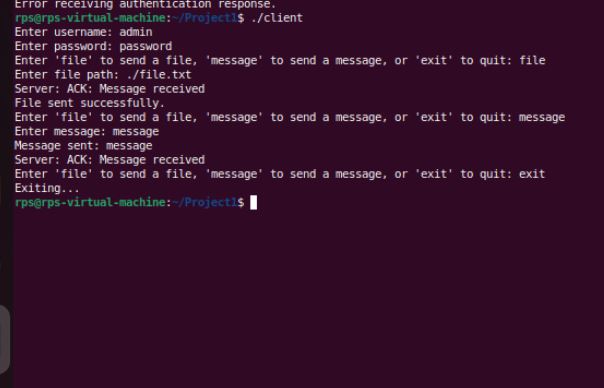 Error receiving authentication response.
rps@rps-virtual-machine:~/Project1$ ./client
Enter username: admin
Enter password: password
Enter 'file' to send a file, 'message' to send a message, or 'exit' to quit: file
Enter file path: ./file.txt
Server: ACK: Message received
File sent successfully.
Enter 'file' to send a file, 'message' to send a message, or 'exit' to quit: message
Enter message: message
Message sent: message
Server: ACK: Message received
Enter 'file' to send a file, 'message' to send a message, or 'exit' to quit: exit
Exiting...
rps@rps-virtual-machine:~/Project1$